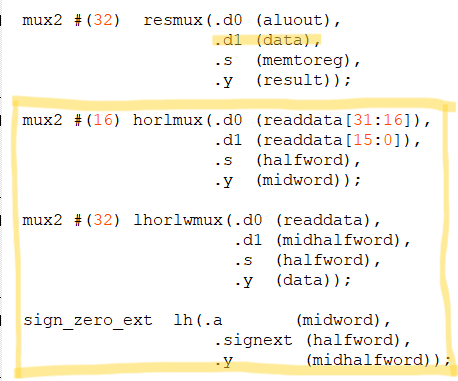 mux2 #(32) resmux(.d0 (aluout),
.d1 (data),
.s (memtoreg),
.y (result));
mux2 #(16) horlmux(.d0 (readdata[31:16]),
.d1 (readdata[15:0]),
.s (halfword),
.y (midword));
mux2 #(32) lhorlwmux(.d0 (readdata),
.d1 (midhalfword),
.s (halfword),
.y (data));
sign_zero_ext lh(.a (midword),
.signext (halfword),
.y (midhalfword));